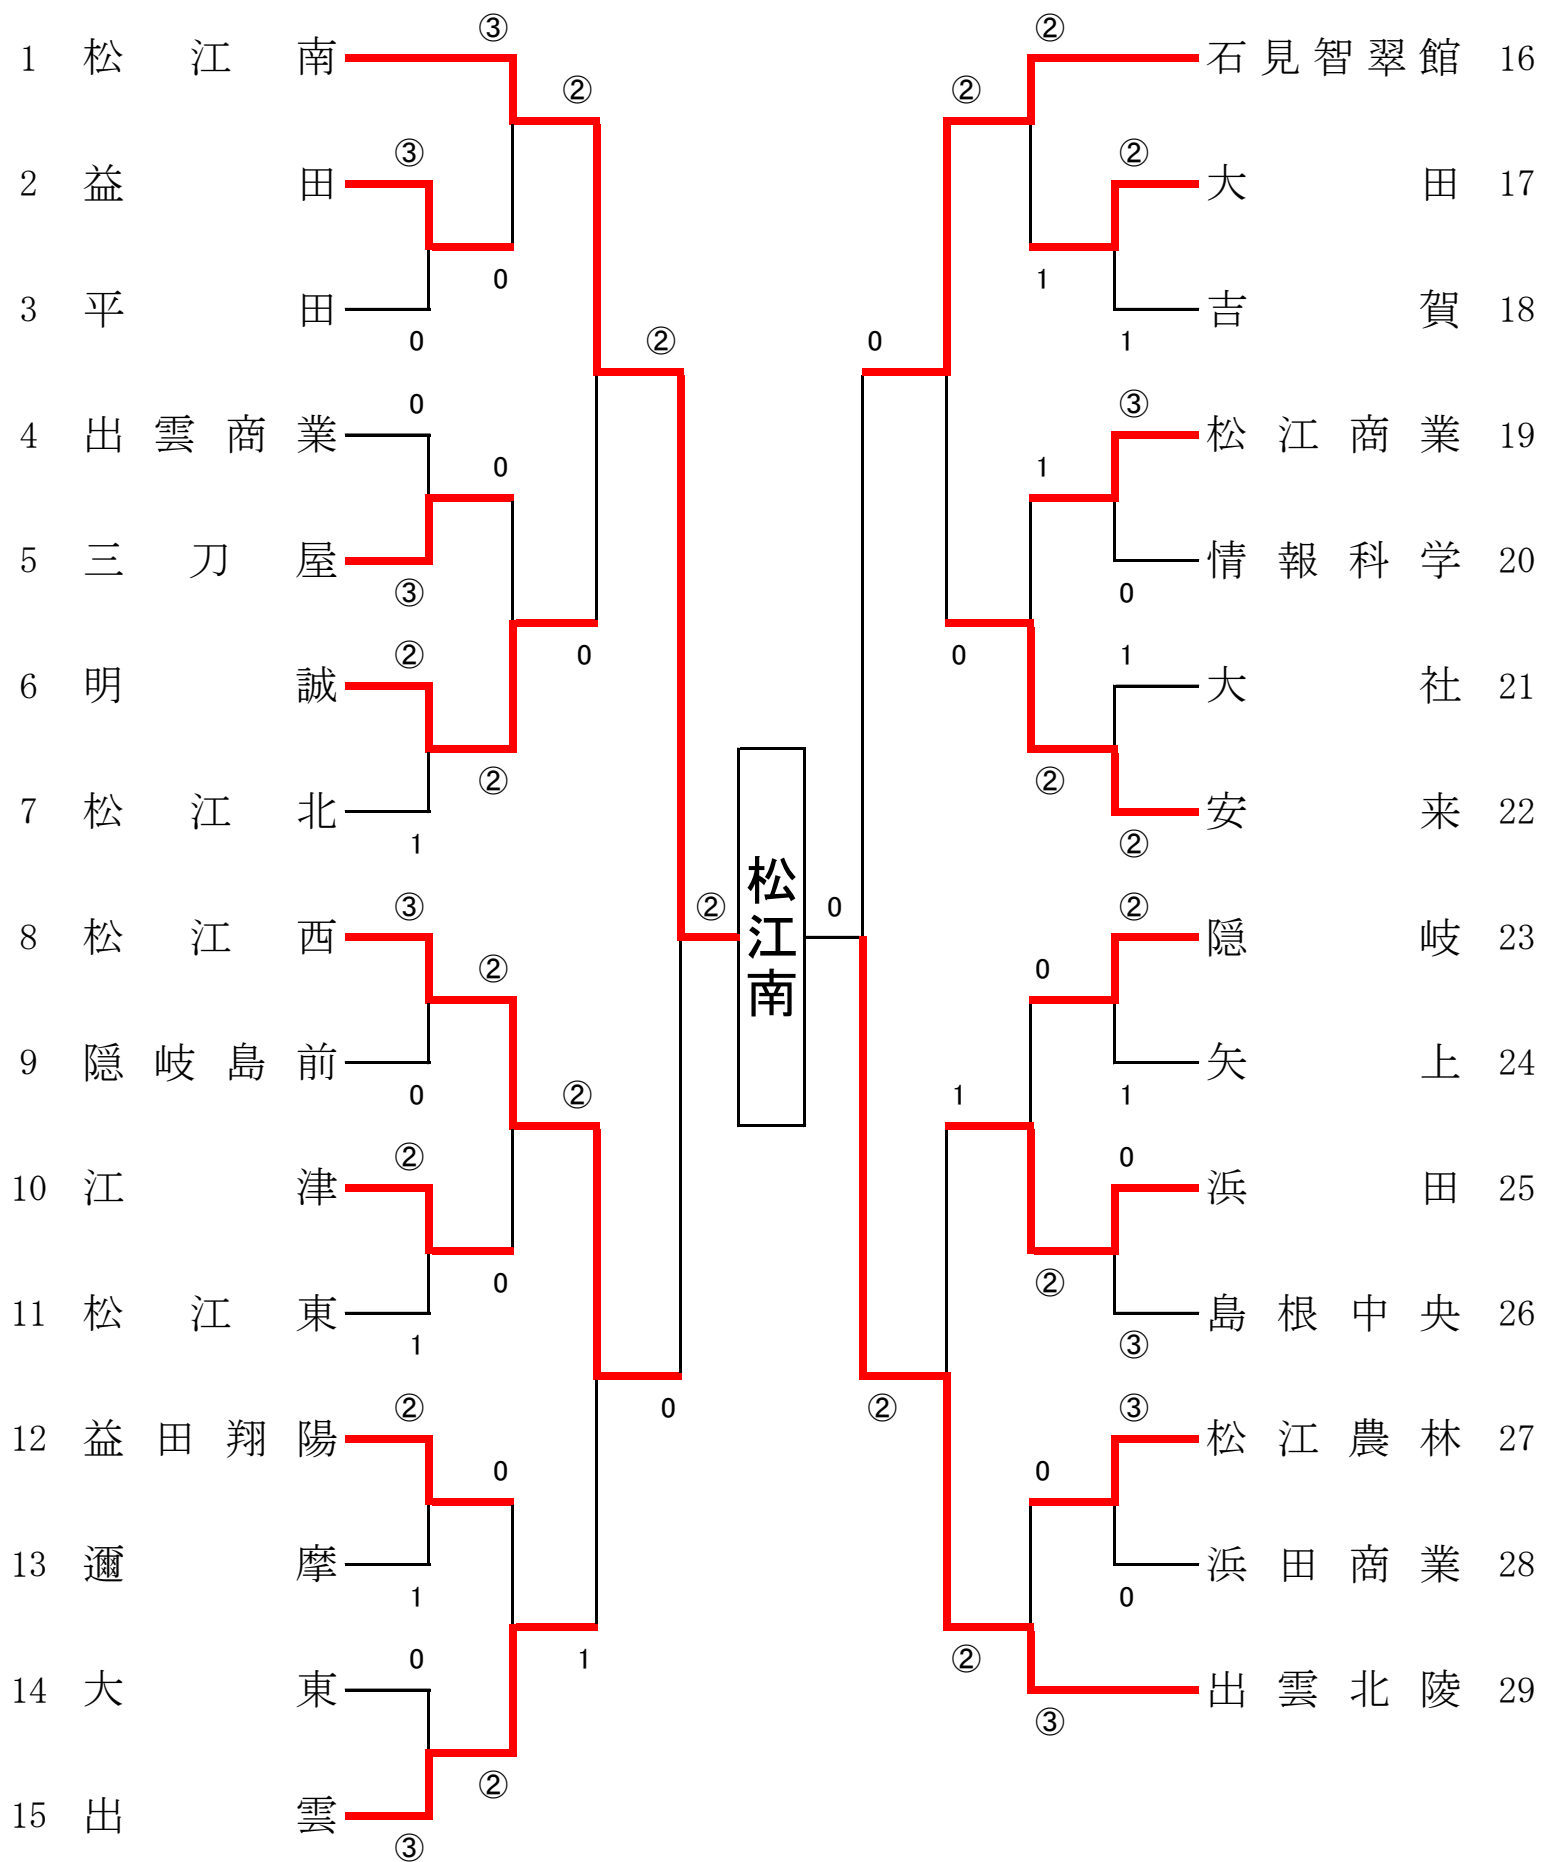 ③
②
1 松江南
石見智翠館 16
②
②
③
②
2 益田
大田 17
0
1
3 平田
吉賀 18
0
②
0
1
0
③
4 出雲商業
松江商業 19
0
1
5 三刀屋
情報科学 20
③
0
②
0
0
1
6 明誠
大社 21
②
②
7 松江北
安来 22
1
②
松江南
③
②
0
②
8 松江西
隠岐 23
②
0
9 隠岐島前
矢上 24
0
②
1
1
②
0
10 江津
浜田 25
0
②
11 松江東
島根中央 26
1
③
②
0
②
③
12 益田翔陽
松江農林 27
0
0
13 邇摩
浜田商業 28
1
0
0
1
②
14 大東
出雲北陵 29
②
③
15 出雲
③